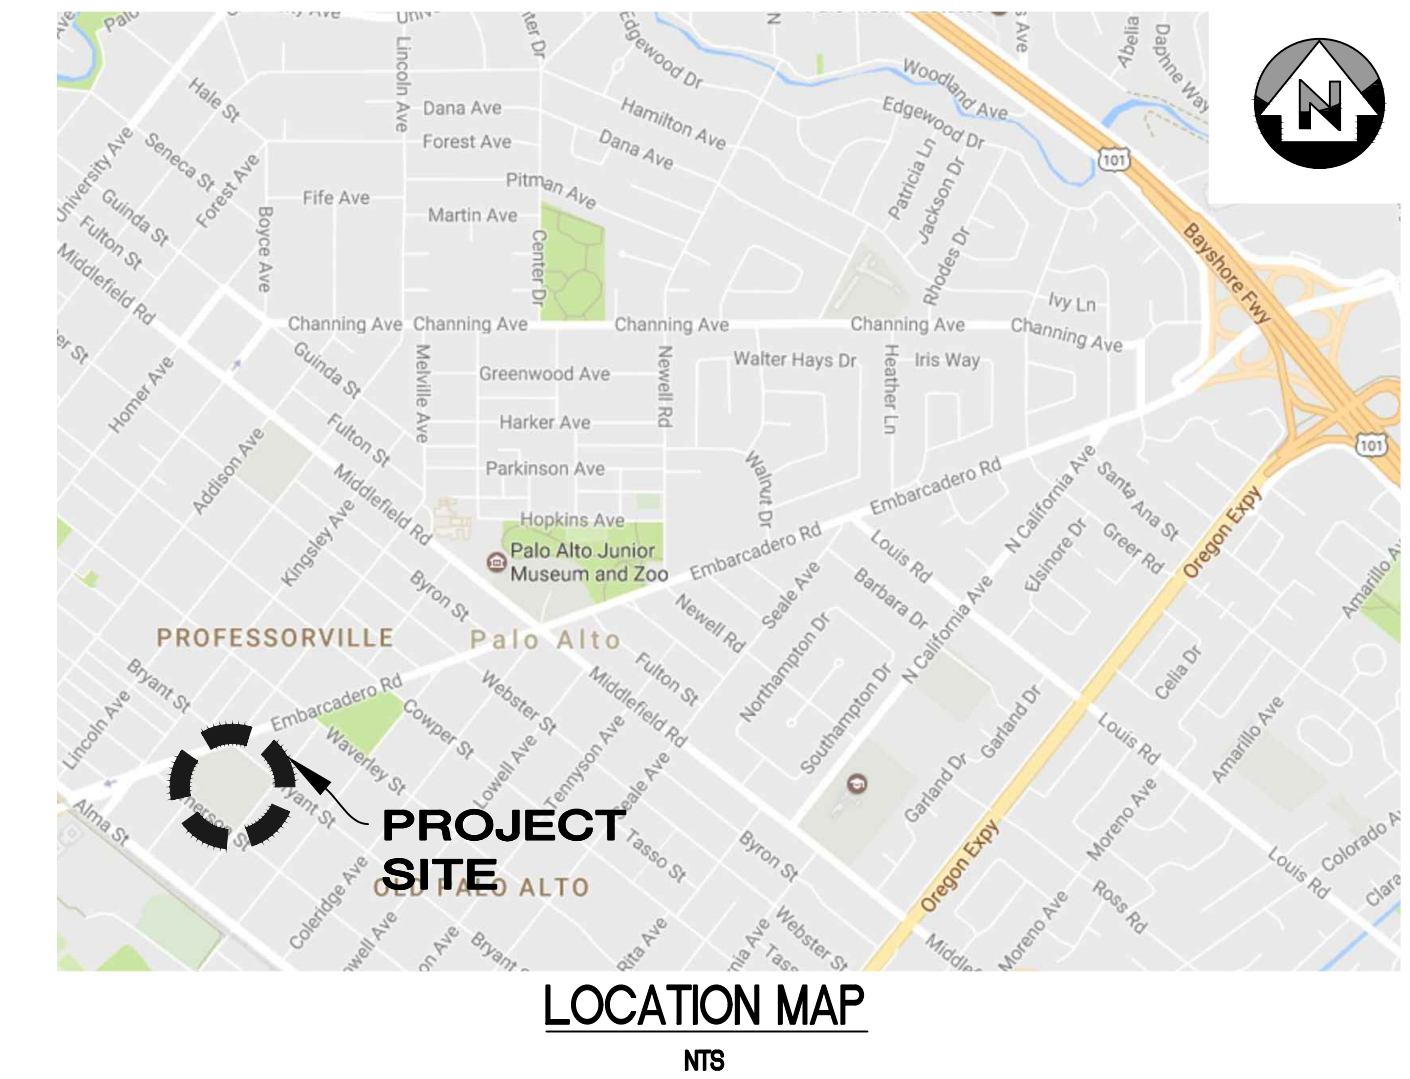 Lincoln Ave
Hale St
Dana Ave
Edgewood Dr
Woodland Ave
Daphne Way
Hamilton Ave
Edgewood Dr
University Ave
Seneca St
Forest Ave
Forest Ave
Dana Ave
Patricia Ln
Jackson Dr
101
Guinda St
Fife Ave
Pitman Ave
Martin Ave
Fulton St
Boyce Ave
Center Dr
Rhodes Dr
Bayshore Fwy
Middlefield Rd
Ivy Ln
Channing Ave
Channing Ave
Channing Ave
Channing Ave
Channing Ave
Homer Ave
Guinda St
Melville Ave
Greenwood Ave
Newell Rd
Walter Hays Dr
Heather Ln
Iris Way
Harker Ave
Addison Ave
Fulton St
Parkinson Ave
Walnut Dr
Embarcadero Rd
N California Ave
Santa Ana St
101
Middlefield Rd
Kingsley Ave
Hopkins Ave
Palo Alto Junior
Museum and Zoo
Embarcadero Rd
Louis Rd
Elsinore Dr
Greer Rd
Oregon Expy
Byron St
Seale Ave
Barbara Dr
Newell Rd
N California Ave
PROFESSORVILLE
Palo Alto
Northampton Dr
Bryant St
Embarcadero Rd
Webster St
Fulton St
Middlefield Rd
Southampton Dr
Celia Dr
Lincoln Ave
Cowper St
Waverley St
Lowell Ave
Tennyson Ave
Garland Dr
Louis Rd
Amarillo Ave
Garland Dr
Alma St
PROJECT
SITE
OLD PALO ALTO
Tasso St
Byron St
Oregon Expy
Moreno Ave
Louis Rd
Coleridge Ave
Ross Rd
Webster St
Moreno Ave
N
LOCATION MAP
NTS